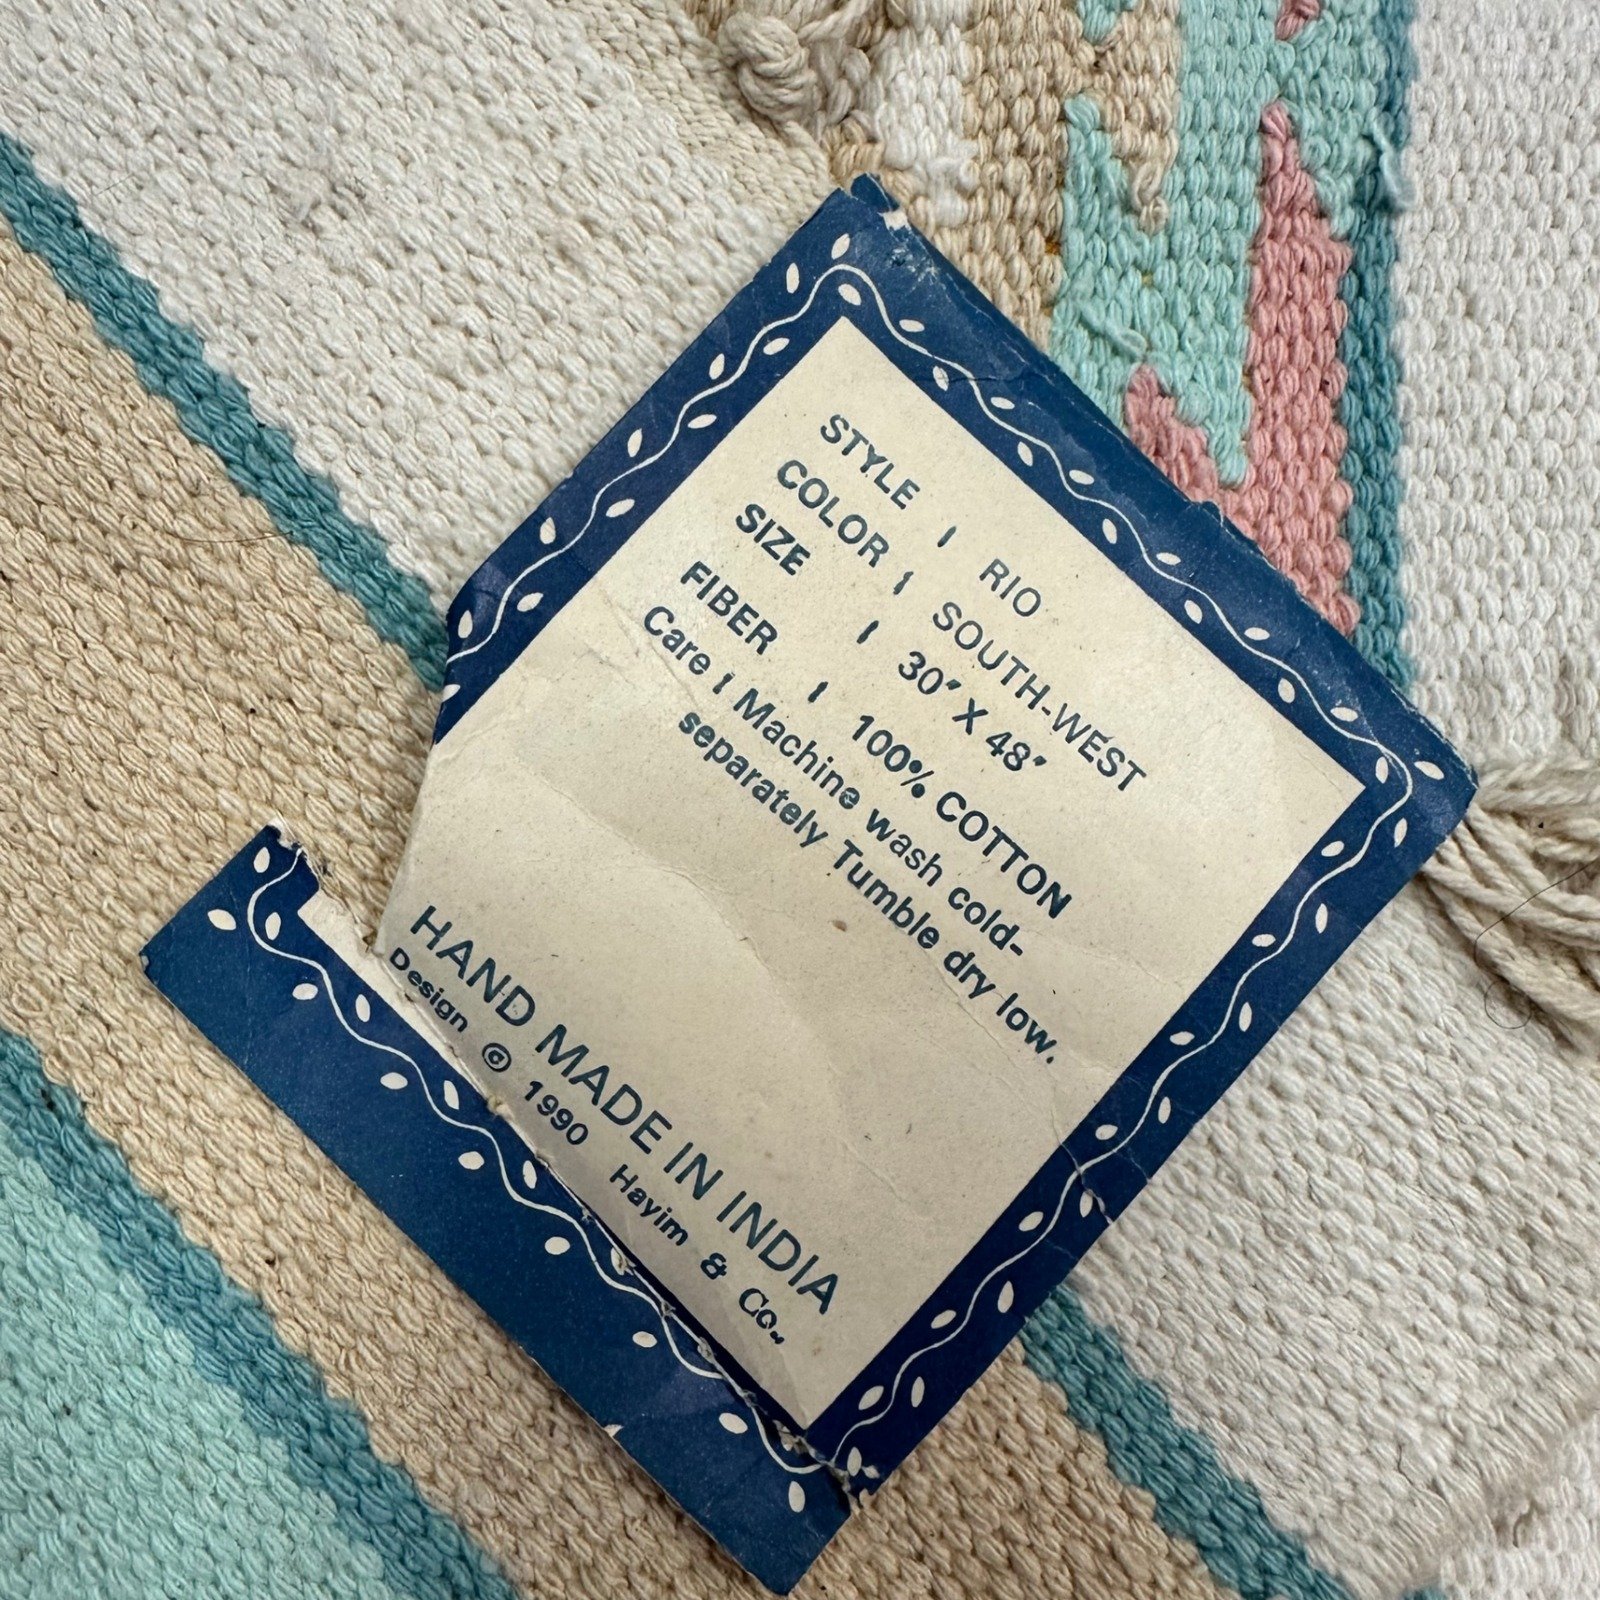 STYLE : RIO
COLOR : SOUTH-WEST
SIZE : 30" X 48"
FIBER : 100% COTTON
Care : Machine wash cold-
separately Tumble dry low.
HAND MADE IN INDIA
Design © 1990 Hayim & Co.,